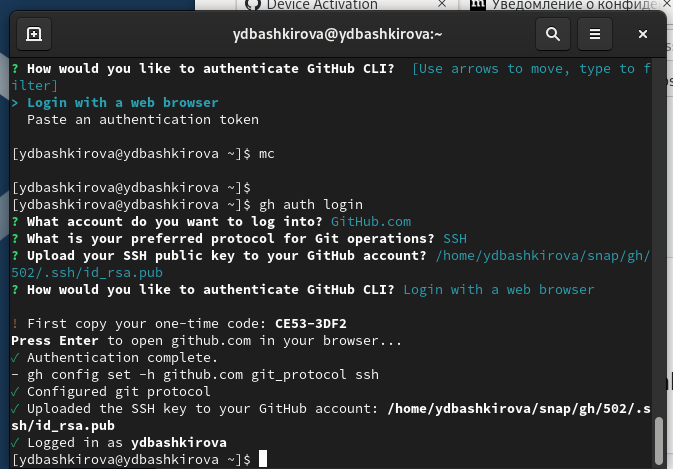 Device Activation
Уведомление о конфиде
ydbashkirova@ydbashkirova:~
? How would you like to authenticate GitHub CLI?  [Use arrows to move, type to f
ilter]
> Login with a web browser
  Paste an authentication token
[ydbashkirova@ydbashkirova ~]$ mc
[ydbashkirova@ydbashkirova ~]$
[ydbashkirova@ydbashkirova ~]$ gh auth login
? What account do you want to log into? GitHub.com
? What is your preferred protocol for Git operations? SSH
? Upload your SSH public key to your GitHub account? /home/ydbashkirova/snap/gh/
502/.ssh/id_rsa.pub
? How would you like to authenticate GitHub CLI? Login with a web browser
! First copy your one-time code: CE53-3DF2
Press Enter to open github.com in your browser...
✓ Authentication complete.
- gh config set -h github.com git_protocol ssh
✓ Configured git protocol
✓ Uploaded the SSH key to your GitHub account: /home/ydbashkirova/snap/gh/502/.s
sh/id_rsa.pub
✓ Logged in as ydbashkirova
[ydbashkirova@ydbashkirova ~]$